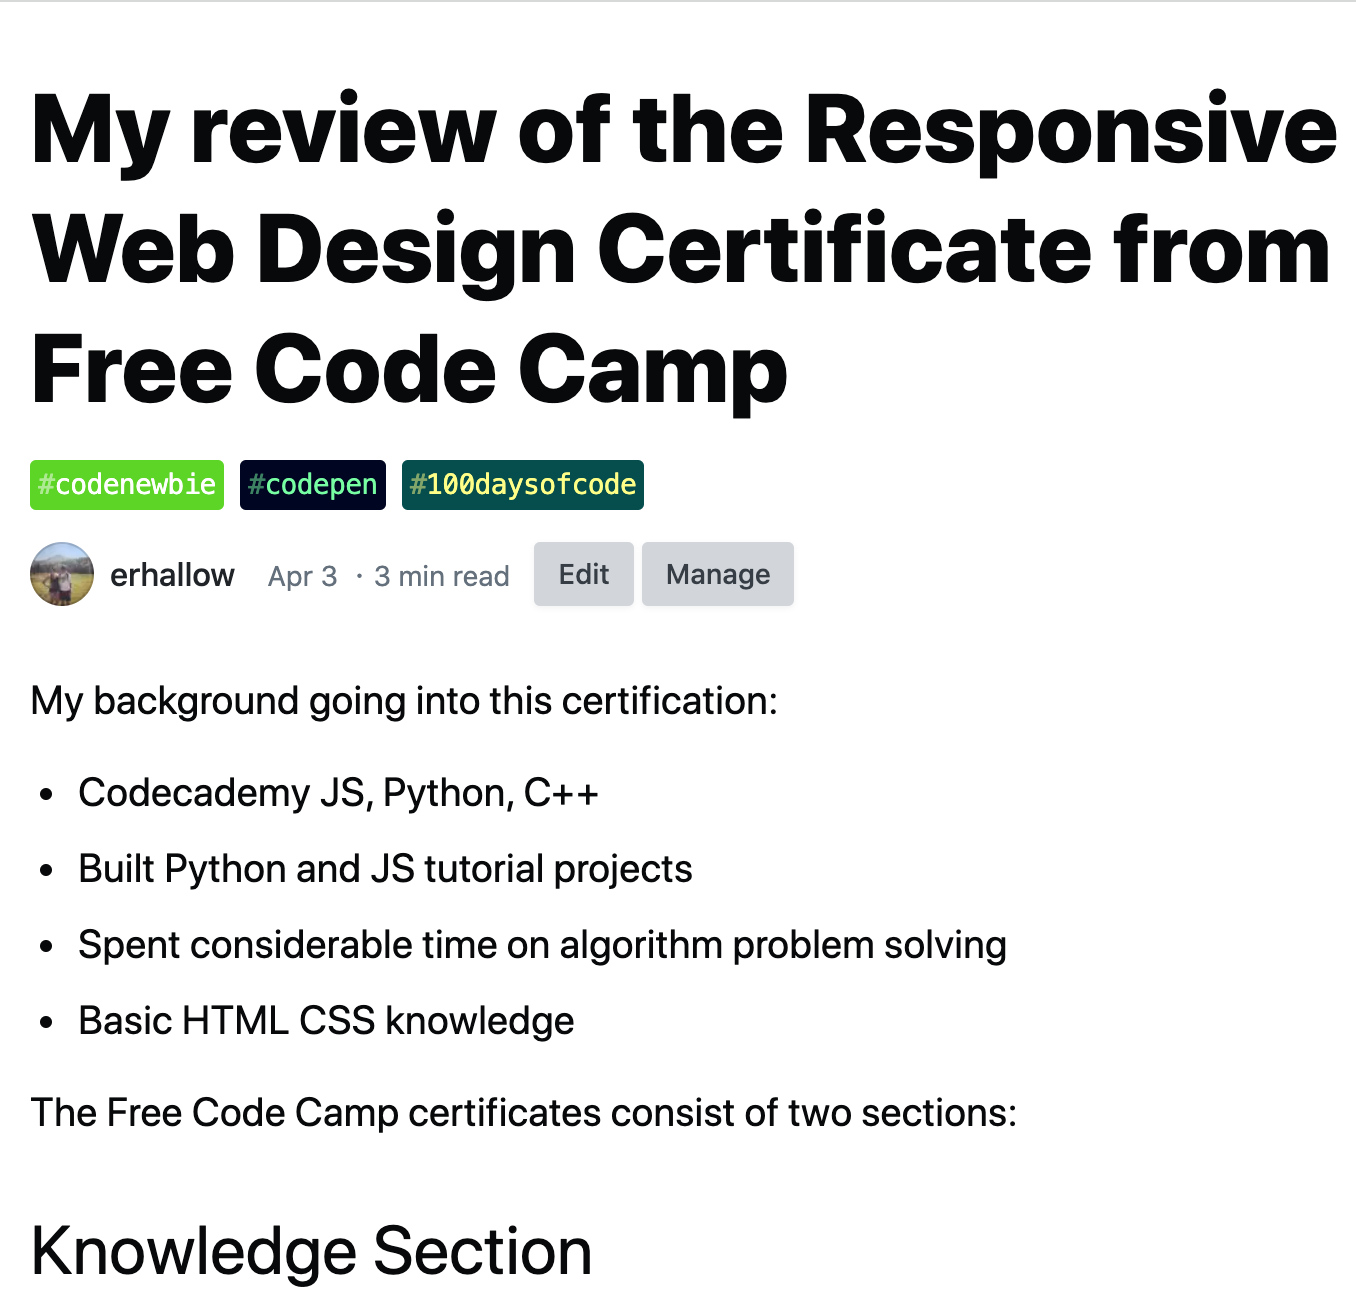 My review of the Responsive
Web Design Certificate from
Free Code Camp
#codenewbie #codepen #100daysofcode
erhallow Apr 3 · 3 min read Edit Manage
My background going into this certification:
• Codecademy JS, Python, C++
• Built Python and JS tutorial projects
• Spent considerable time on algorithm problem solving
• Basic HTML CSS knowledge
The Free Code Camp certificates consist of two sections:
Knowledge Section